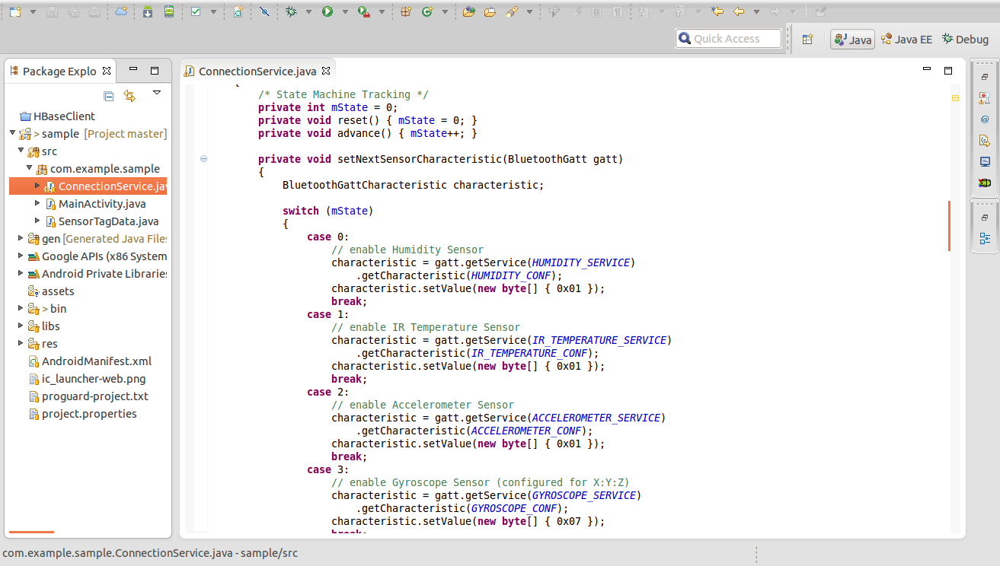 Quick Access
Java
Java EE
Debug
Package Explo
ConnectionService.java
HBaseClient
> sample [Project master]
src
com.example.sample
ConnectionService.jav
MainActivity.java
SensorTagData.java
gen [Generated Java Files
Google APIs (x86 System
Android Private Libraries
assets
> bin
libs
res
AndroidManifest.xml
ic_launcher-web.png
proguard-project.txt
project.properties
{
/* State Machine Tracking */
private int mState = 0;
private void reset() { mState = 0; }
private void advance() { mState++; }
private void setNextSensorCharacteristic(BluetoothGatt gatt)
{
BluetoothGattCharacteristic characteristic;
switch (mState)
{
case 0:
// enable Humidity Sensor
characteristic = gatt.getService(HUMIDITY_SERVICE)
.getCharacteristic(HUMIDITY_CONF);
characteristic.setValue(new byte[] { 0x01 });
break;
case 1:
// enable IR Temperature Sensor
characteristic = gatt.getService(IR_TEMPERATURE_SERVICE)
.getCharacteristic(IR_TEMPERATURE_CONF);
characteristic.setValue(new byte[] { 0x01 });
break;
case 2:
// enable Accelerometer Sensor
characteristic = gatt.getService(ACCELEROMETER_SERVICE)
.getCharacteristic(ACCELEROMETER_CONF);
characteristic.setValue(new byte[] { 0x01 });
break;
case 3:
// enable Gyroscope Sensor (configured for X:Y:Z)
characteristic = gatt.getService(GYROSCOPE_SERVICE)
.getCharacteristic(GYROSCOPE_CONF);
characteristic.setValue(new byte[] { 0x07 });
break;
com.example.sample.ConnectionService.java - sample/src